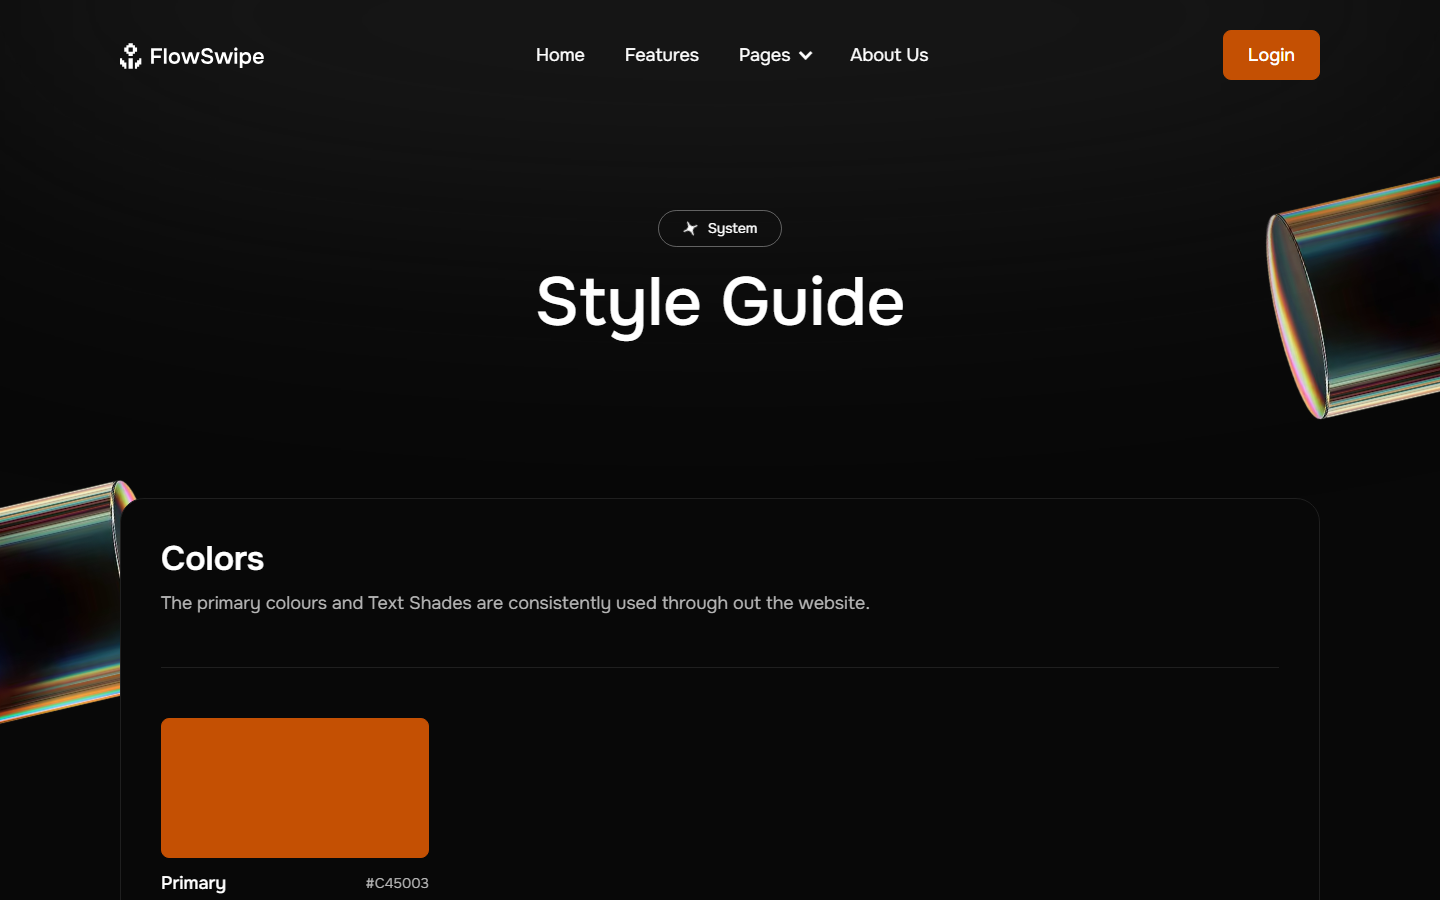 FlowSwipe
Home
Features
Pages
About Us
Login
System
Style Guide
Colors
The primary colours and Text Shades are consistently used through out the website.
Primary
#C45003